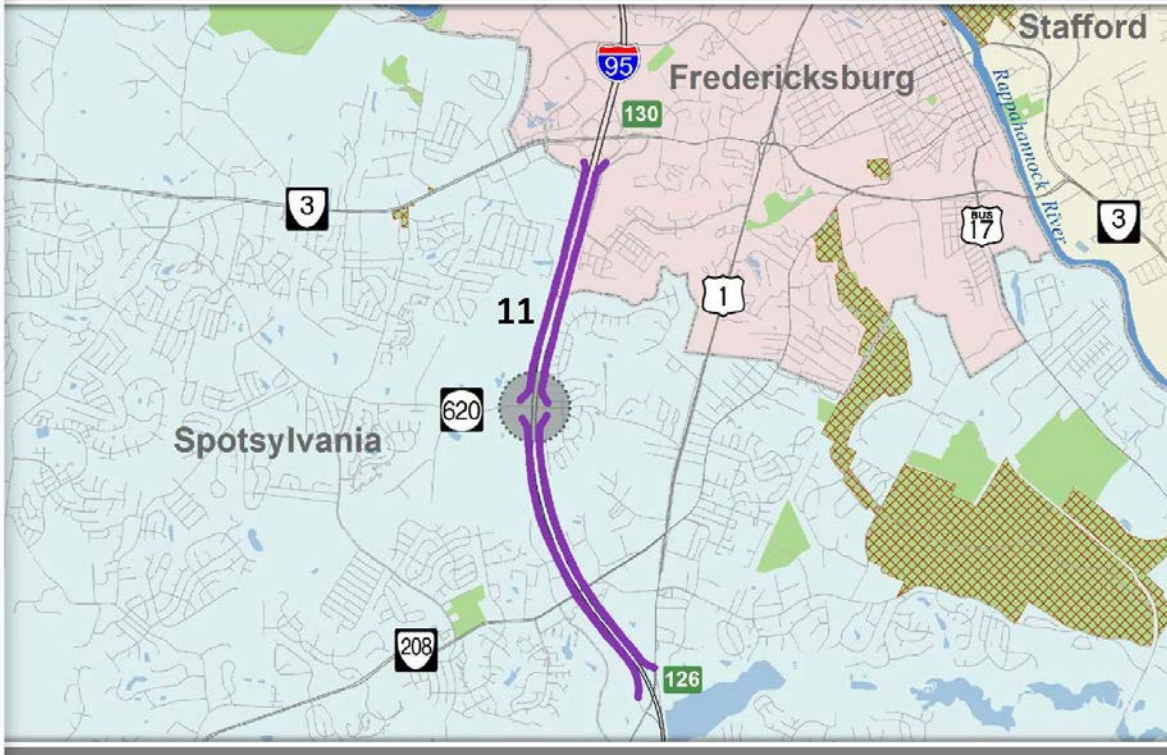 Stafford
95
Fredericksburg
130
Rappahannock River
3
BUS
17
3
1
11
620
Spotsylvania
208
126